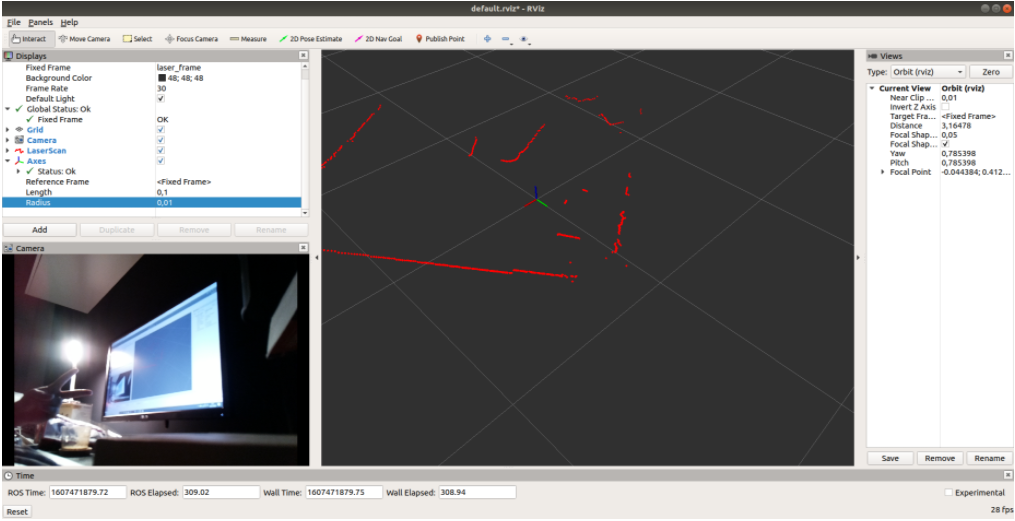 default.rviz* - RViz
File Panels Help
Interact Move Camera Select Focus Camera Measure 2D Pose Estimate 2D Nav Goal Publish Point
Displays
Fixed Frame laser_frame
Background Color 48; 48; 48
Frame Rate 30
Default Light
Global Status: Ok
Fixed Frame OK
Grid
Camera
LaserScan
Axes
Status: Ok
Reference Frame <Fixed Frame>
Length 0,1
Radius 0,01
Add Duplicate Remove Rename
Camera
Views
Type: Orbit (rviz) Zero
Current View Orbit (rviz)
Near Clip ... 0,01
Invert Z Axis
Target Fra... <Fixed Frame>
Distance 3,16478
Focal Shap... 0,05
Focal Shap...
Yaw 0,785398
Pitch 0,785398
Focal Point -0.044384; 0.412...
Save Remove Rename
Time
ROS Time: 1607471879.72 ROS Elapsed: 309.02 Wall Time: 1607471879.75 Wall Elapsed: 308.94 Experimental
Reset 28 fps